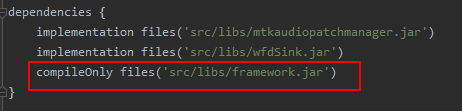 dependencies {
    implementation files('src/libs/mtkaudiopatchmanager.jar')
    implementation files('src/libs/wfdSink.jar')
    compileOnly files('src/libs/framework.jar')
}